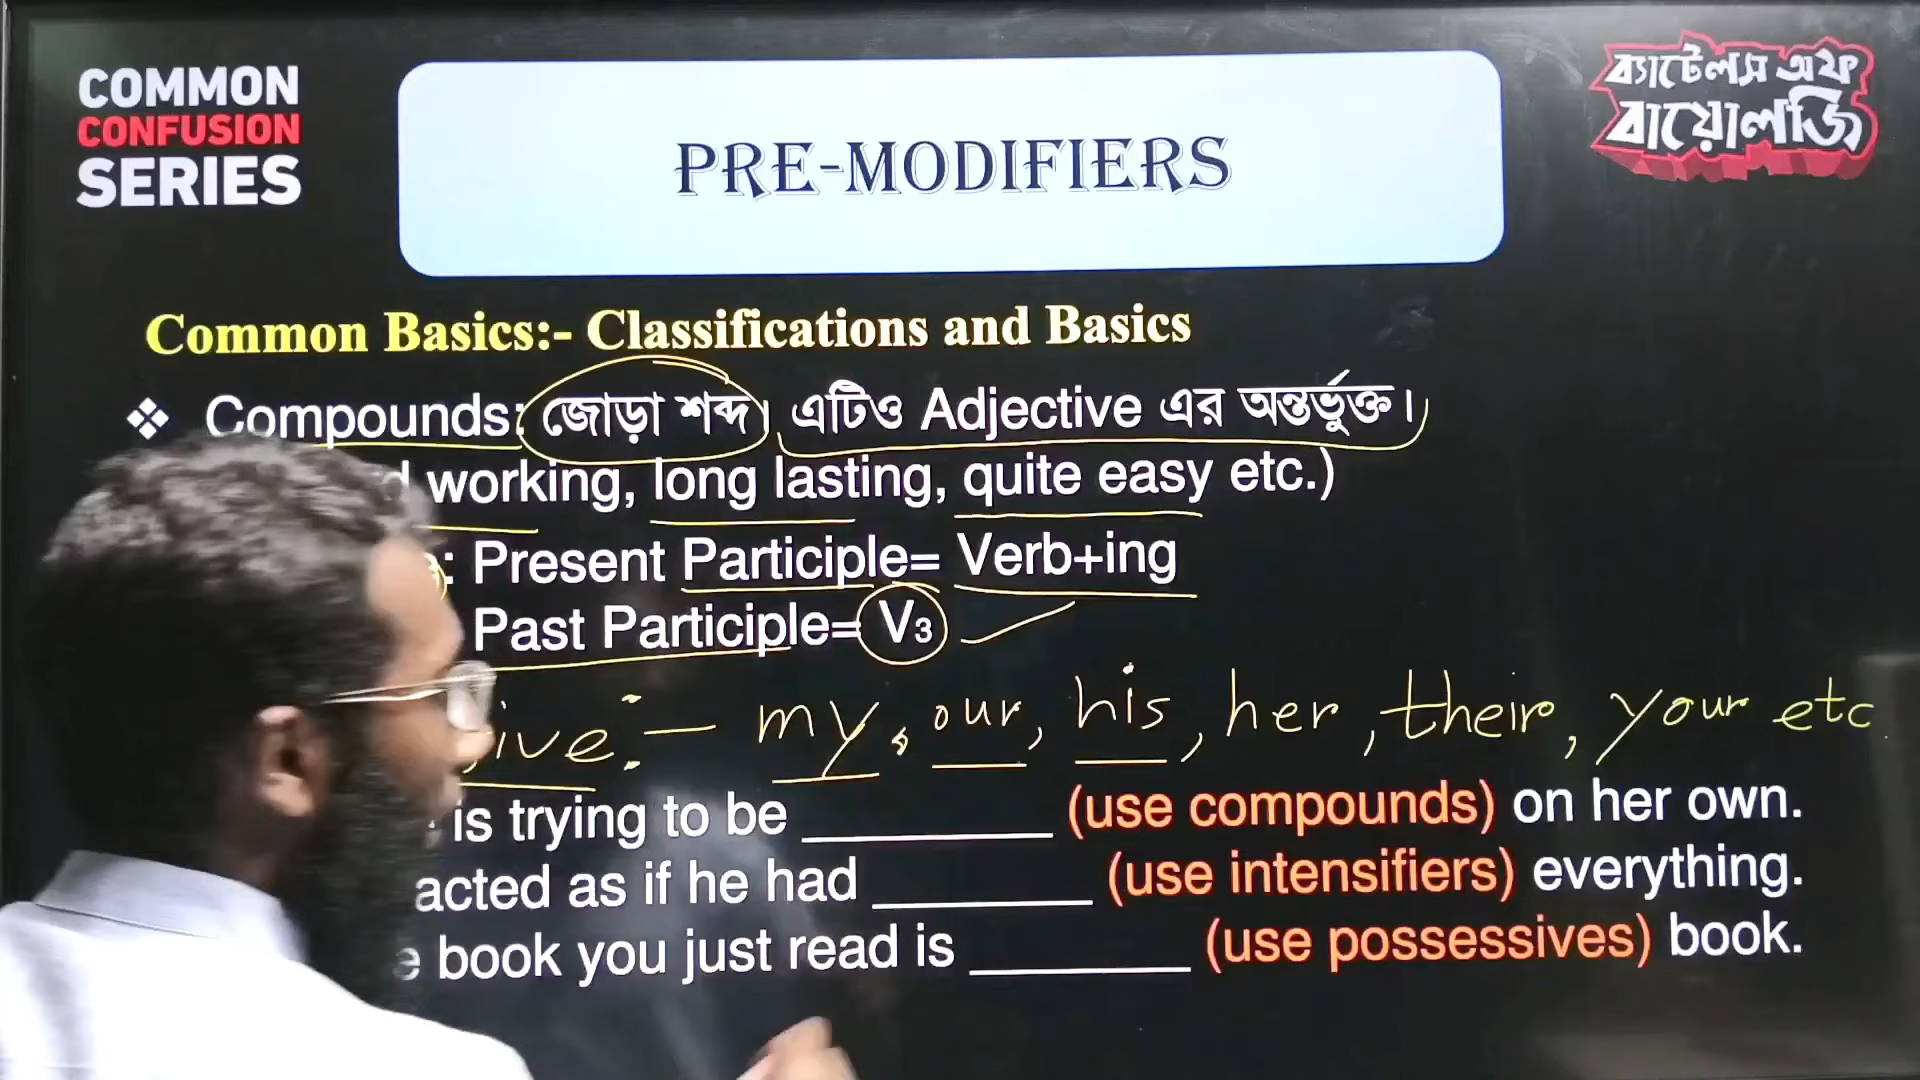 COMMON
CONFUSION
SERIES
PRE-MODIFIERS
ব্যাটেলস অফ
বায়োলজি
Common Basics:- Classifications and Basics
❖ Compounds: জোড়া শব্দ। এটিও Adjective এর অন্তর্ভুক্ত।
working, long lasting, quite easy etc.)
: Present Participle= Verb+ing
Past Participle= V3
ive:- my, our, his, her, their, your etc.
is trying to be __________ (use compounds) on her own.
acted as if he had _________ (use intensifiers) everything.
book you just read is _________ (use possessives) book.